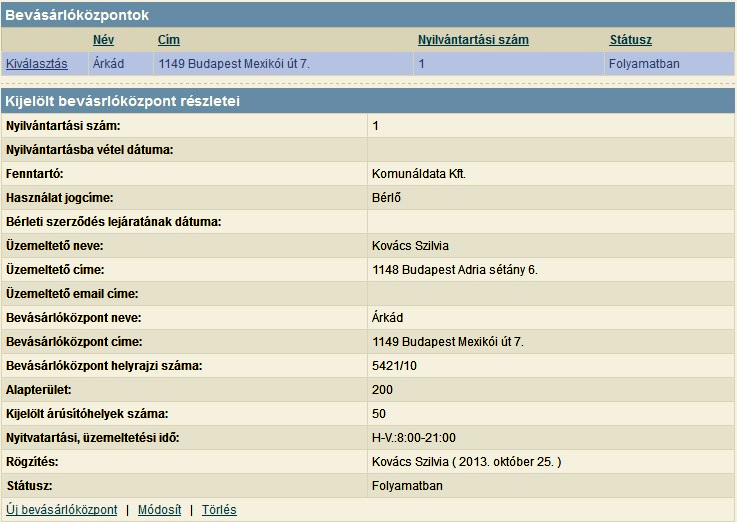 Bevásárlóközpontok
Név Cím Nyilvántartási szám Státusz
Kiválasztás Árkád 1149 Budapest Mexikói út 7. 1 Folyamatban
Kijelölt bevásrlóközpont részletei
Nyilvántartási szám: 1
Nyilvántartásba vétel dátuma:
Fenntartó: Komunáldata Kft.
Használat jogcíme: Bérlő
Bérleti szerződés lejáratának dátuma:
Üzemeltető neve: Kovács Szilvia
Üzemeltető címe: 1148 Budapest Adria sétány 6.
Üzemeltető email címe:
Bevásárlóközpont neve: Árkád
Bevásárlóközpont címe: 1149 Budapest Mexikói út 7.
Bevásárlóközpont helyrajzi száma: 5421/10
Alapterület: 200
Kijelölt árúsítóhelyek száma: 50
Nyitvatartási, üzemeltetési idő: H-V.:8:00-21:00
Rögzítés: Kovács Szilvia ( 2013. október 25. )
Státusz: Folyamatban
Új bevásárlóközpont | Módosít | Törlés